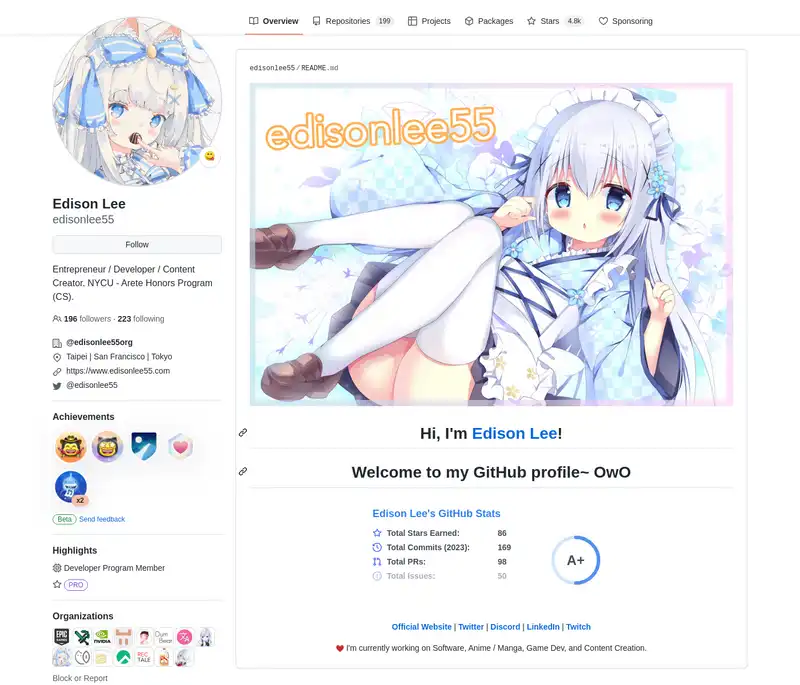 Overview
Repositories 199
Projects
Packages
Stars 4.8k
Sponsoring
Edison Lee
edisonlee55
Follow
Entrepreneur / Developer / Content
Creator. NYCU - Arete Honors Program
(CS).
196 followers · 223 following
@edisonlee55org
Taipei | San Francisco | Tokyo
https://www.edisonlee55.com
@edisonlee55
Achievements
x2
Beta Send feedback
Highlights
Developer Program Member
PRO
Organizations
EPIC GAMES
NVIDIA
RECTALE
Block or Report
edisonlee55/README.md
edisonlee55
Hi, I'm Edison Lee!
Welcome to my GitHub profile~ OwO
Edison Lee's GitHub Stats
Total Stars Earned: 86
Total Commits (2023): 169
Total PRs: 98
Total Issues: 50
A+
Official Website | Twitter | Discord | LinkedIn | Twitch
❤️ I'm currently working on Software, Anime / Manga, Game Dev, and Content Creation.